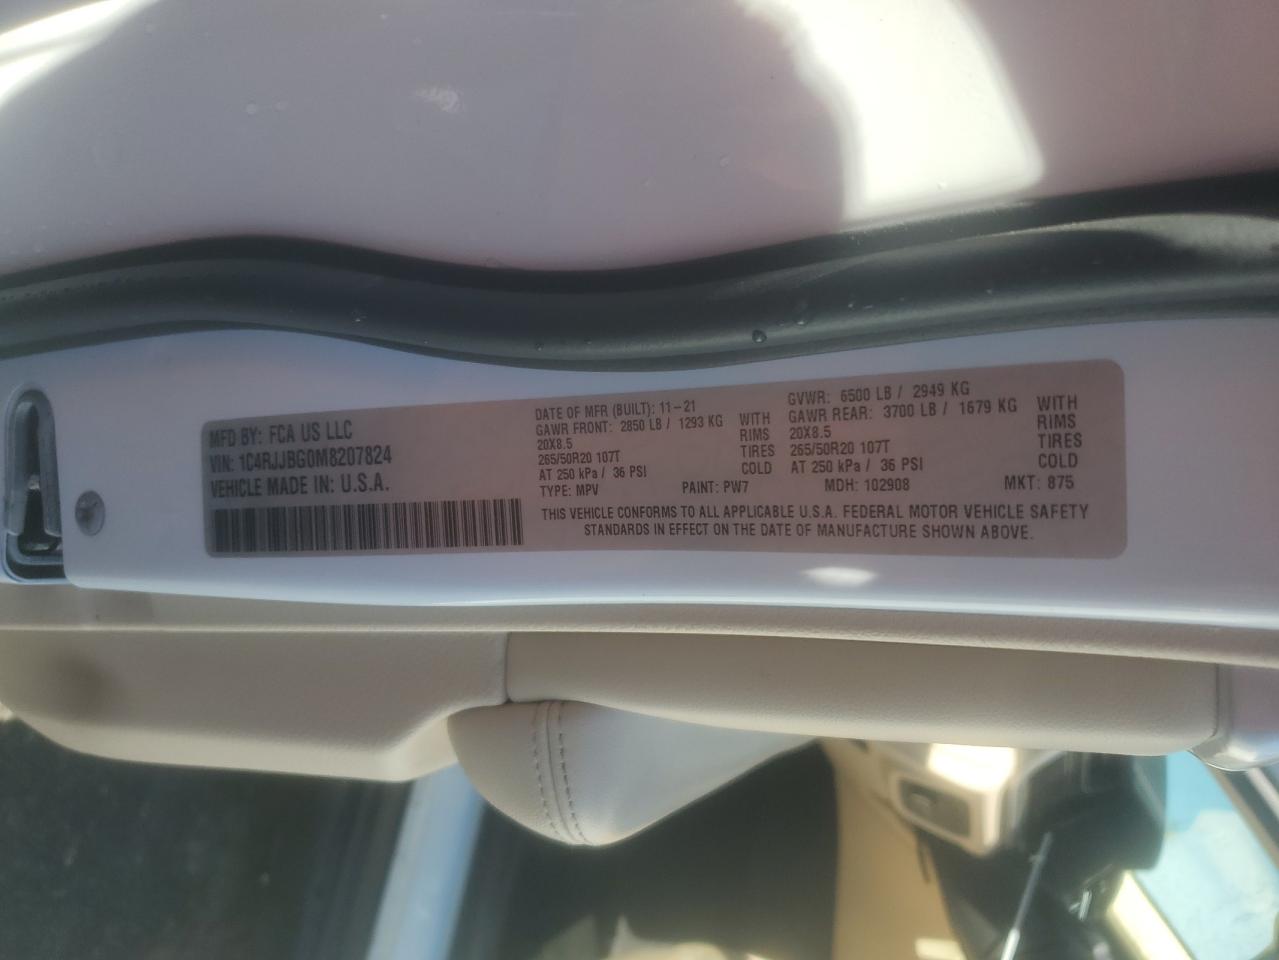 MFD BY: FCA US LLC
VIN: 1C4RJJBG0M8207824
VEHICLE MADE IN: U.S.A.
DATE OF MFR (BUILT): 11-21
GAWR FRONT: 2850 LB / 1293 KG
20X8.5
265/50R20 107T
AT 250 kPa / 36 PSI
WITH
RIMS
TIRES
COLD
GVWR: 6500 LB / 2949 KG
GAWR REAR: 3700 LB / 1679 KG
20X8.5
265/50R20 107T
AT 250 kPa / 36 PSI
WITH
RIMS
TIRES
COLD
TYPE: MPV PAINT: PW7 MDH: 102908 MKT: 875
THIS VEHICLE CONFORMS TO ALL APPLICABLE U.S.A. FEDERAL MOTOR VEHICLE SAFETY
STANDARDS IN EFFECT ON THE DATE OF MANUFACTURE SHOWN ABOVE.